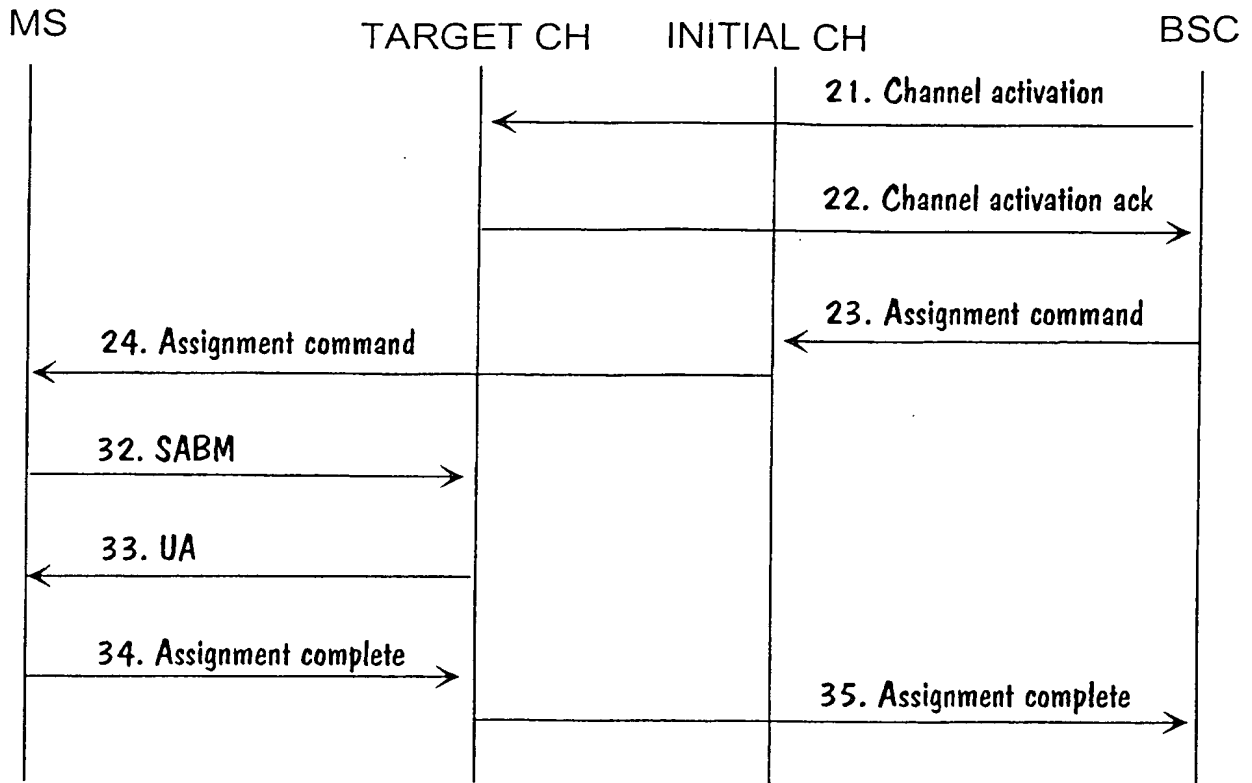 MS
TARGET CH
INITIAL CH
BSC
21. Channel activation
22. Channel activation ack
23. Assignment command
24. Assignment command
32. SABM
33. UA
34. Assignment complete
35. Assignment complete